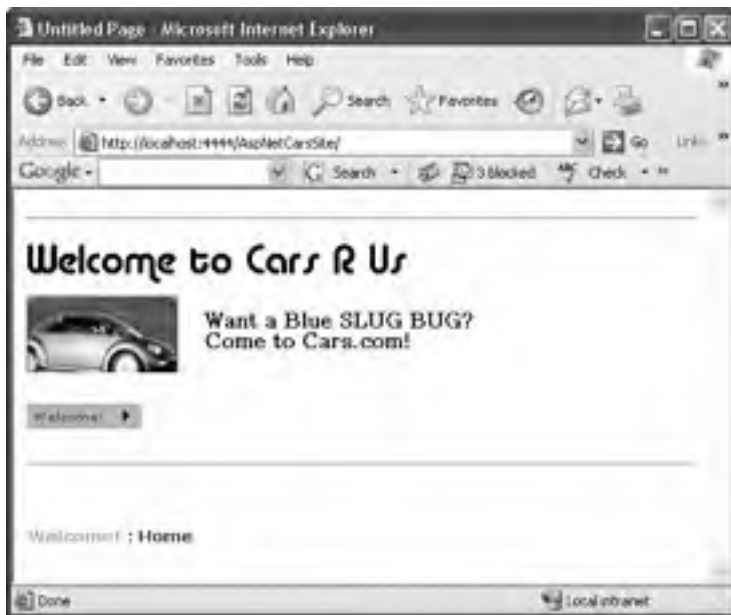 Untitled Page - Microsoft Internet Explorer
File Edit View Favorites Tools Help
Back Search Favorites
Address http://localhost:4444/AspNetCarsSite/ Go Links
Google Search 3 blocked Check
Welcome to Cars R Us
Want a Blue SLUG BUG?
Come to Cars.com!
Welcome!
Welcome! : Home
Done Local intranet